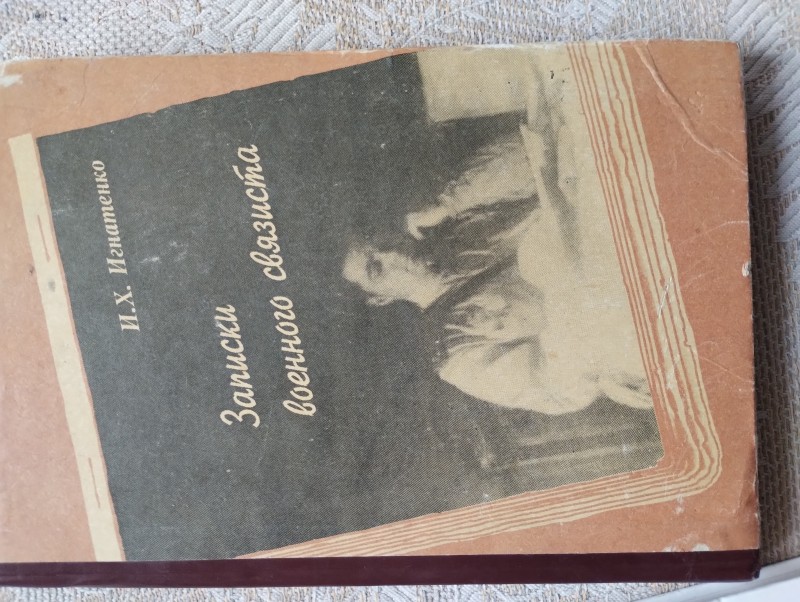 И.Х. Игнатенко
Записки
военного связиста